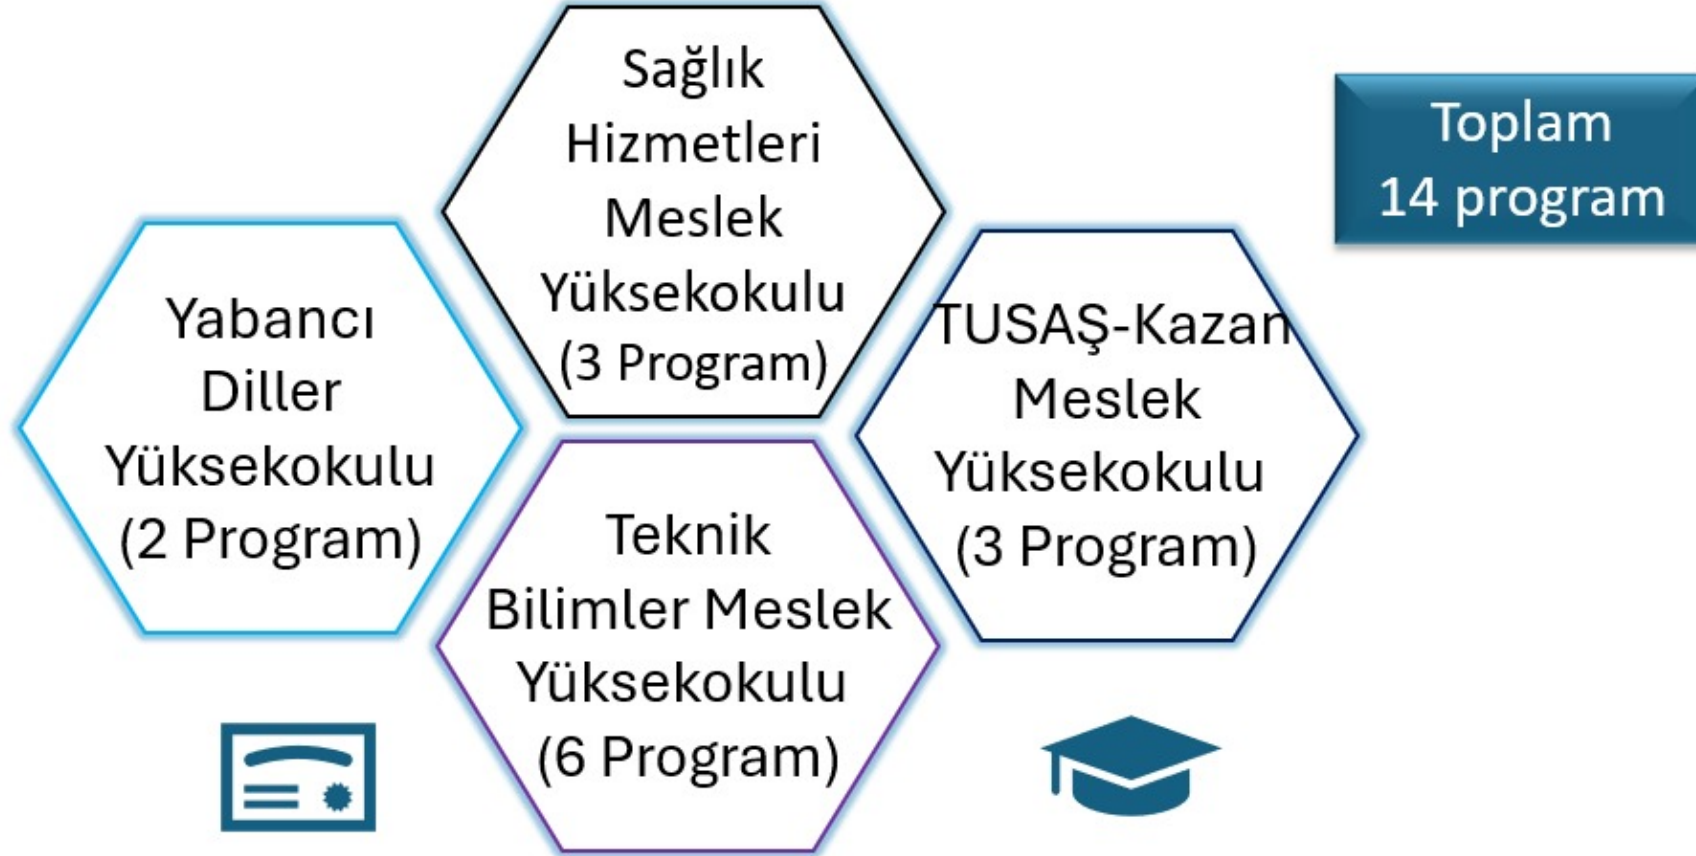 Sağlık
Hizmetleri
Meslek
Yüksekokulu
(3 Program)
Toplam
14 program
Yabancı
Diller
Yüksekokulu
(2 Program)
TUSAŞ-Kazan
Meslek
Yüksekokulu
(3 Program)
Teknik
Bilimler Meslek
Yüksekokulu
(6 Program)